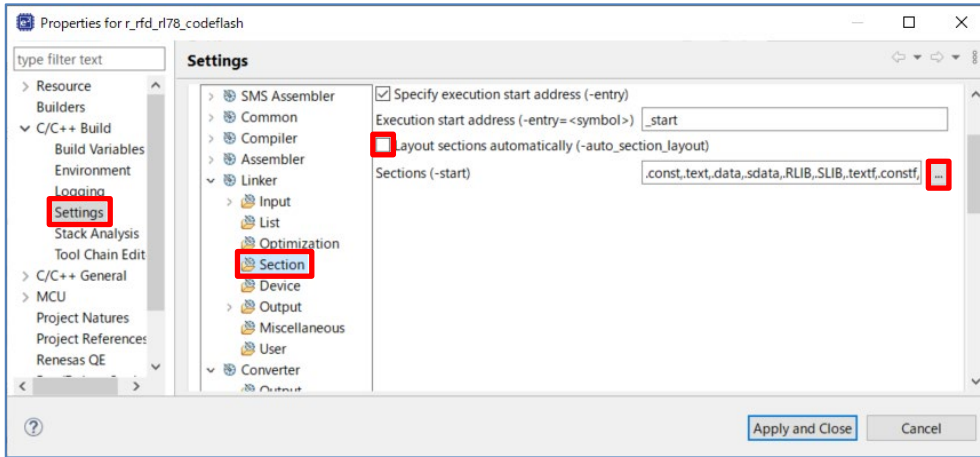 Properties for r_rfd_rl78_codeflash
type filter text
Resource
Builders
C/C++ Build
Build Variables
Environment
Logging
Settings
Stack Analysis
Tool Chain Edit
C/C++ General
MCU
Project Natures
Project References
Renesas QE
Settings
SMS Assembler
Common
Compiler
Assembler
Linker
Input
List
Optimization
Section
Device
Output
Miscellaneous
User
Converter
Output
Specify execution start address (-entry)
Execution start address (-entry=<symbol>) _start
Layout sections automatically (-auto_section_layout)
Sections (-start) .const,.text,.data,.sdata,.RLIB,.SLIB,.textf,.constf, ...
Apply and Close Cancel